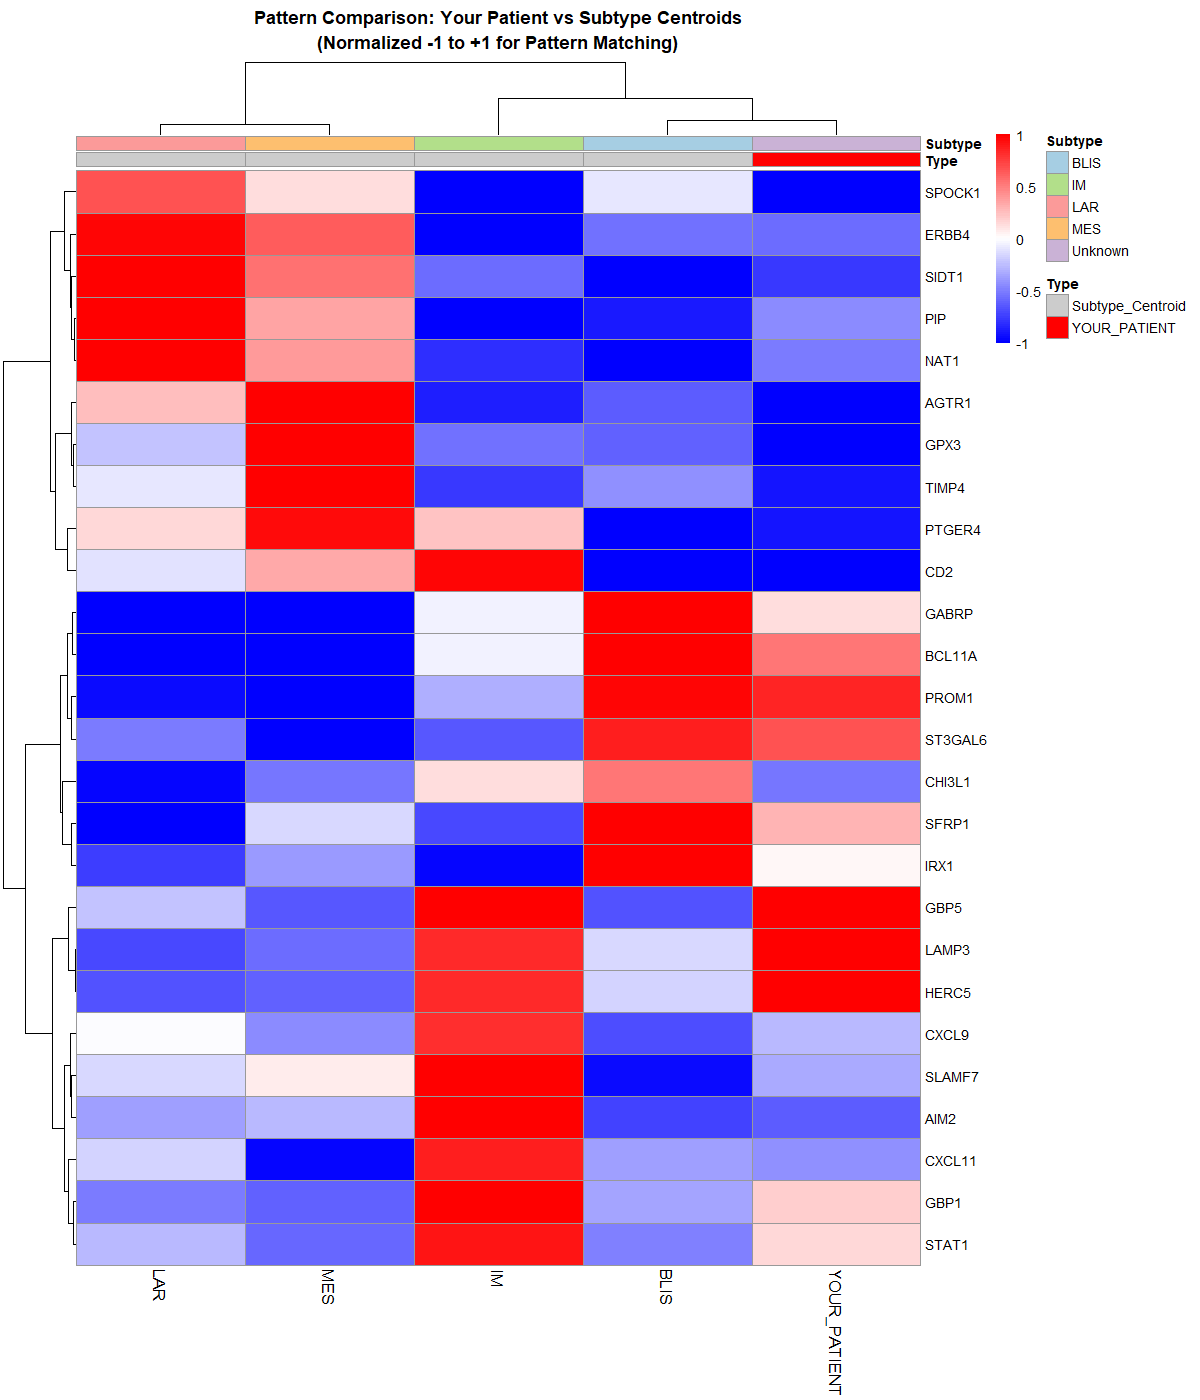 Pattern Comparison: Your Patient vs Subtype Centroids
(Normalized -1 to +1 for Pattern Matching)
Subtype
Type
SPOCK1
ERBB4
SIDT1
PIP
NAT1
AGTR1
GPX3
TIMP4
PTGER4
CD2
GABRP
BCL11A
PROM1
ST3GAL6
CHI3L1
SFRP1
IRX1
GBP5
LAMP3
HERC5
CXCL9
SLAMF7
AIM2
CXCL11
GBP1
STAT1
LAR
MES
IM
BLIS
YOUR_PATIENT
1
0.5
0
-0.5
-1
Subtype
BLIS
IM
LAR
MES
Unknown
Type
Subtype_Centroid
YOUR_PATIENT